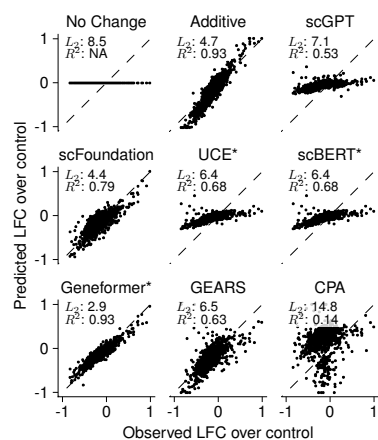 No Change
L2: 8.5
R²: NA
Additive
L2: 4.7
R²: 0.93
scGPT
L2: 7.1
R²: 0.53
scFoundation
L2: 4.4
R²: 0.79
UCE*
L2: 6.4
R²: 0.68
scBERT*
L2: 6.4
R²: 0.68
Geneformer*
L2: 2.9
R²: 0.93
GEARS
L2: 6.5
R²: 0.63
CPA
L2: 14.8
R²: 0.14
Predicted LFC over control
1
0
-1
1
0
-1
1
0
-1
-1 0 1 -1 0 1 -1 0 1
Observed LFC over control